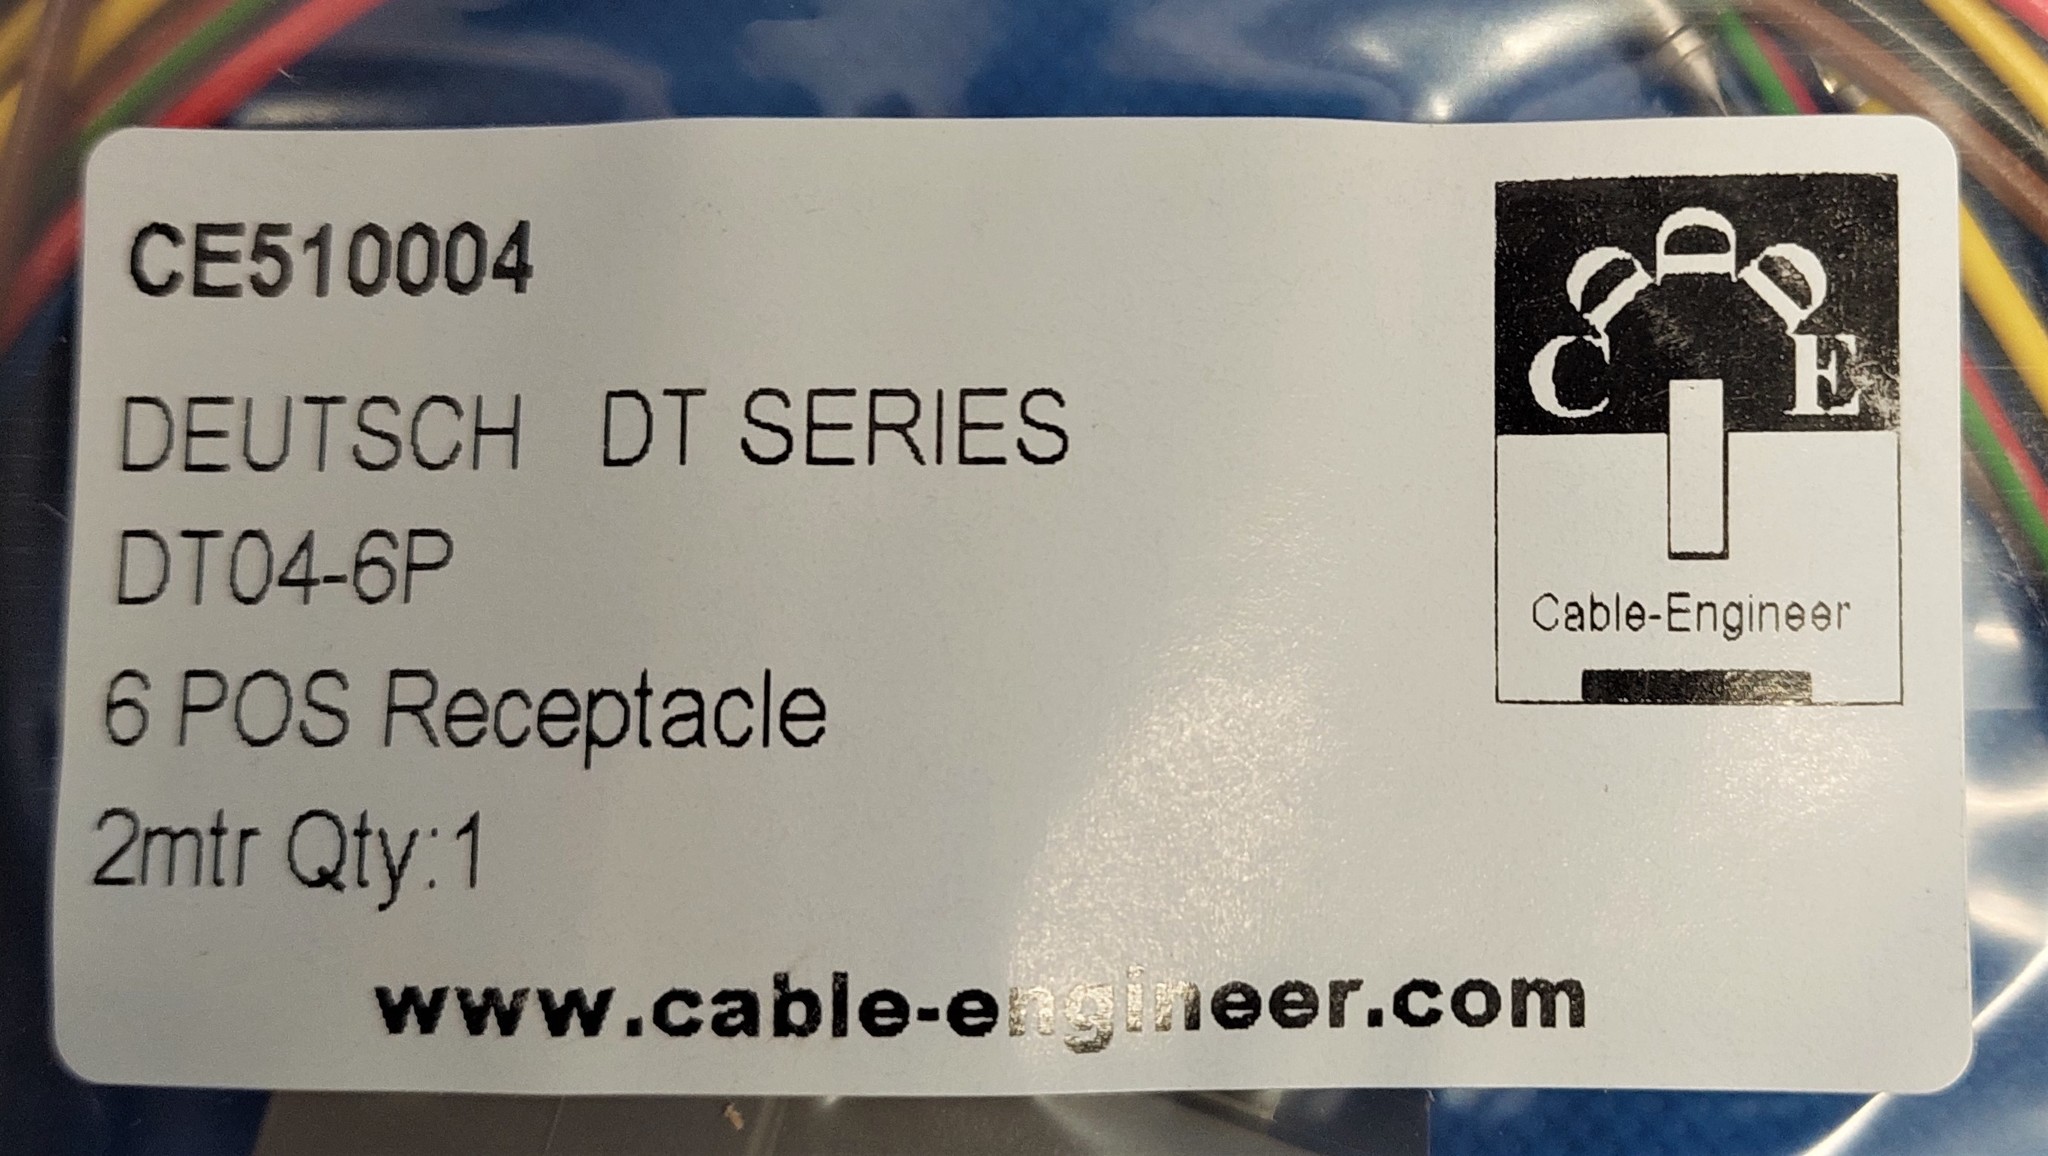 CE510004
DEUTSCH DT SERIES
DT04-6P
6 POS Receptacle
2mtr Qty:1
www.cable-engineer.com
C E
Cable-Engineer